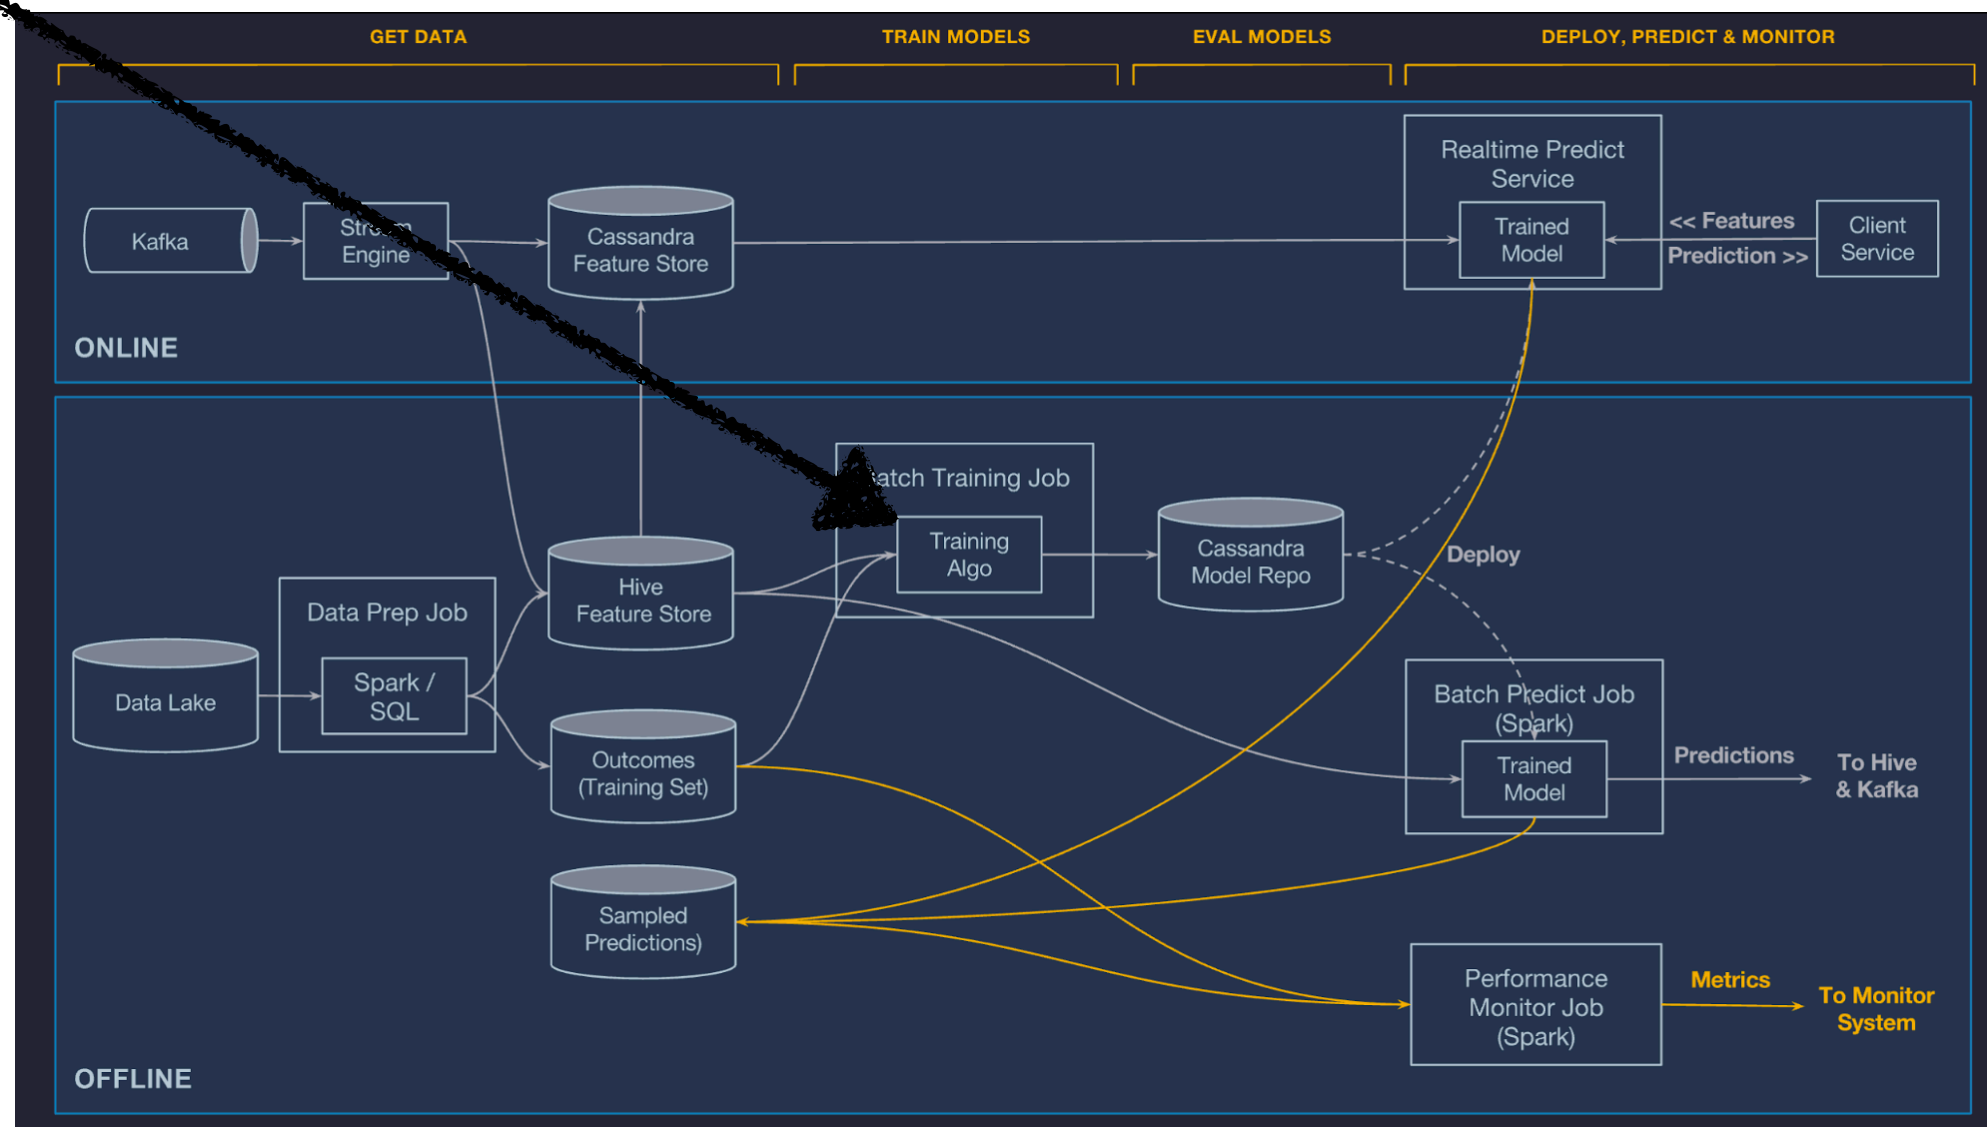 GET DATA
TRAIN MODELS
EVAL MODELS
DEPLOY, PREDICT & MONITOR
Kafka
Engine
Cassandra
Feature Store
Realtime Predict
Service
Trained
Model
<< Features
Prediction >>
Client
Service
ONLINE
Training Job
Training
Algo
Cassandra
Model Repo
Deploy
Hive
Feature Store
Data Prep Job
Spark /
SQL
Data Lake
Outcomes
(Training Set)
Sampled
Predictions)
Batch Predict Job
(Spark)
Trained
Model
Predictions
To Hive
& Kafka
Performance
Monitor Job
(Spark)
Metrics
To Monitor
System
OFFLINE